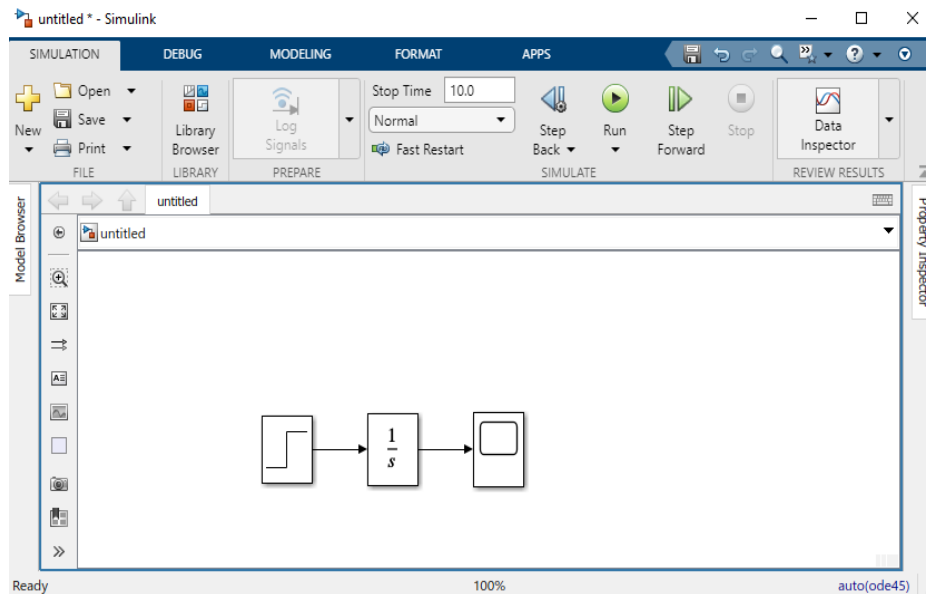 untitled * - Simulink
SIMULATION DEBUG MODELING FORMAT APPS
New
Open
Save
Print
FILE
Library
Browser
LIBRARY
Log
Signals
PREPARE
Stop Time 10.0
Normal
Fast Restart
Step
Back
Run
Step
Forward
Stop
SIMULATE
Data
Inspector
REVIEW RESULTS
Model Browser
untitled
untitled
Property Inspector
1
s
Ready 100% auto(ode45)